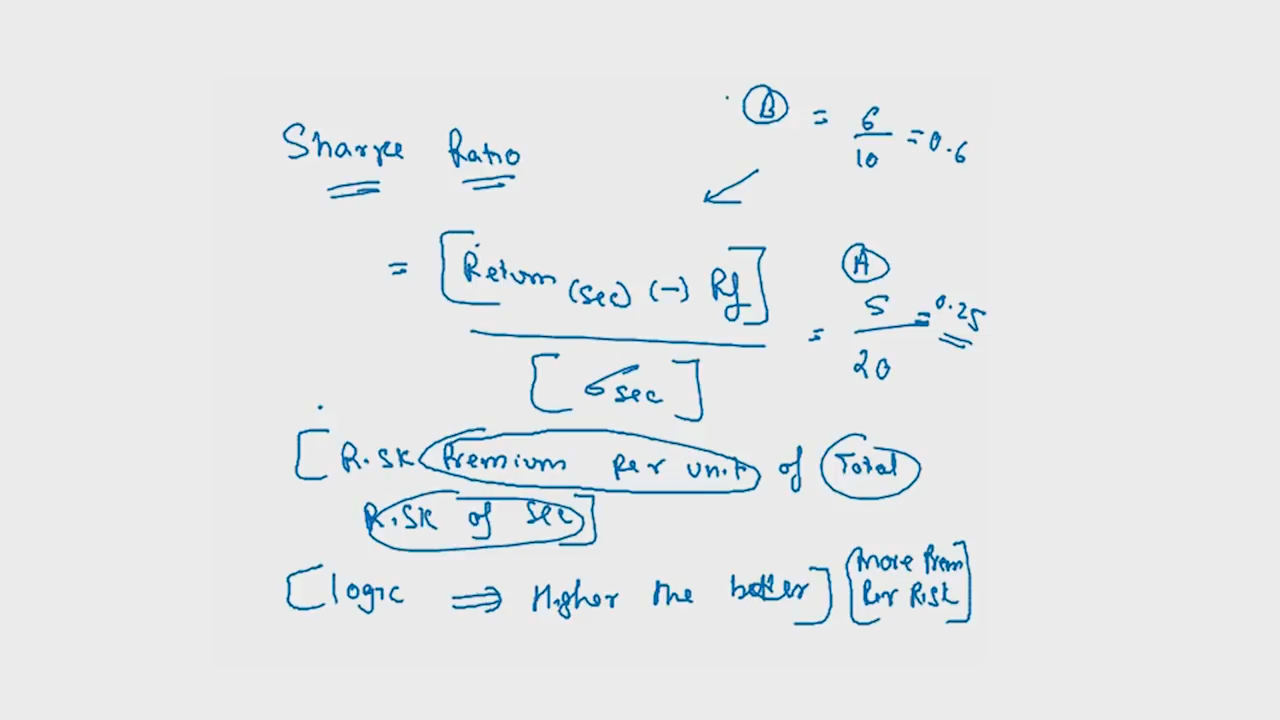 B = 6/10 = 0.6
Sharpe Ratio
= [Return (sec) (-) Rf]
[σ sec]
A
= 5/20 = 0.25
[Risk Premium per unit of Total
Risk of sec]
[logic ⇒ Higher the better] [More Prem
Per Risk]